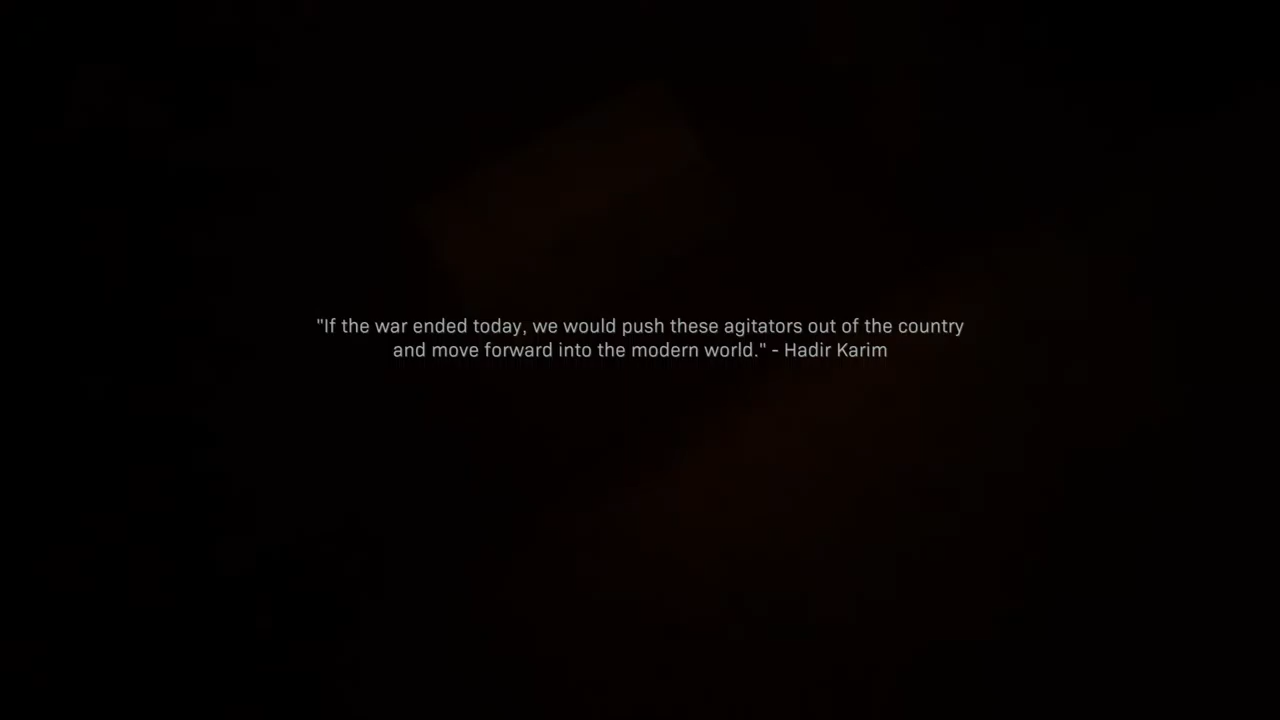 "If the war ended today, we would push these agitators out of the country
and move forward into the modern world." - Hadir Karim